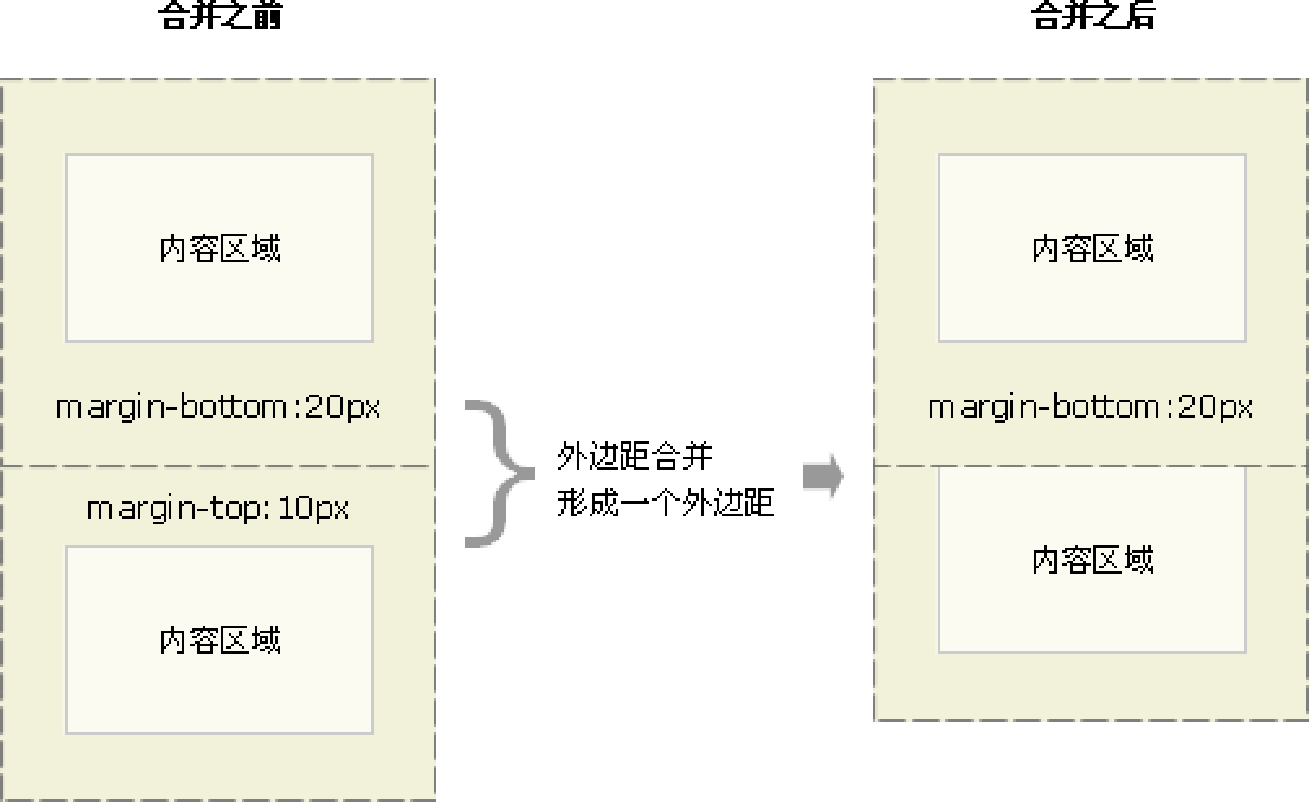 合并之前
合并之后
内容区域
margin-bottom:20px
margin-top:10px
内容区域
外边距合并
形成一个外边距
内容区域
margin-bottom:20px
内容区域